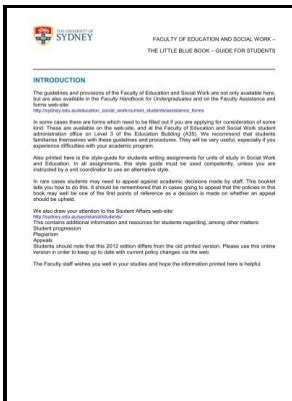 THE UNIVERSITY OF
SYDNEY
FACULTY OF EDUCATION AND SOCIAL WORK –
THE LITTLE BLUE BOOK – GUIDE FOR STUDENTS
INTRODUCTION
The guidelines and provisions of the Faculty of Education and Social Work are not only available here,
but are also available in the Faculty Handbook for Undergraduates and on the Faculty Assistance and
forms web-site:
http://sydney.edu.au/education_social_work/current_students/assistance_forms
In some cases there are forms which need to be filled out if you are applying for consideration of some
kind. These are available on the web-site, and at the Faculty of Education and Social Work student
administration office on Level 3 of the Education Building (A35). We recommend that students
familiarise themselves with these guidelines and procedures. They will be very useful, especially if you
experience difficulties with your academic program.
Also printed here is the style-guide for students writing assignments for units of study in Social Work
and Education. In all assignments, this style guide must be used competently, unless you are
instructed by a unit coordinator to use an alternative style.
In rare cases students may need to appeal against academic decisions made by staff. This booklet
tells you how to do this. It should be remembered that in cases going to appeal that the policies in this
book may well be one of the first points of reference as a decision is made on whether an appeal
should be upheld.
We also draw your attention to the Student Affairs web-site:
http://sydney.edu.au/secretariat/students/
This contains additional information and resources for students regarding, among other matters:
Student progression
Plagiarism
Appeals
Students should note that this 2012 edition differs from the old printed version. Please use this online
version in order to keep up to date with current policy changes via the web.
The Faculty staff wishes you well in your studies and hope the information printed here is helpful.